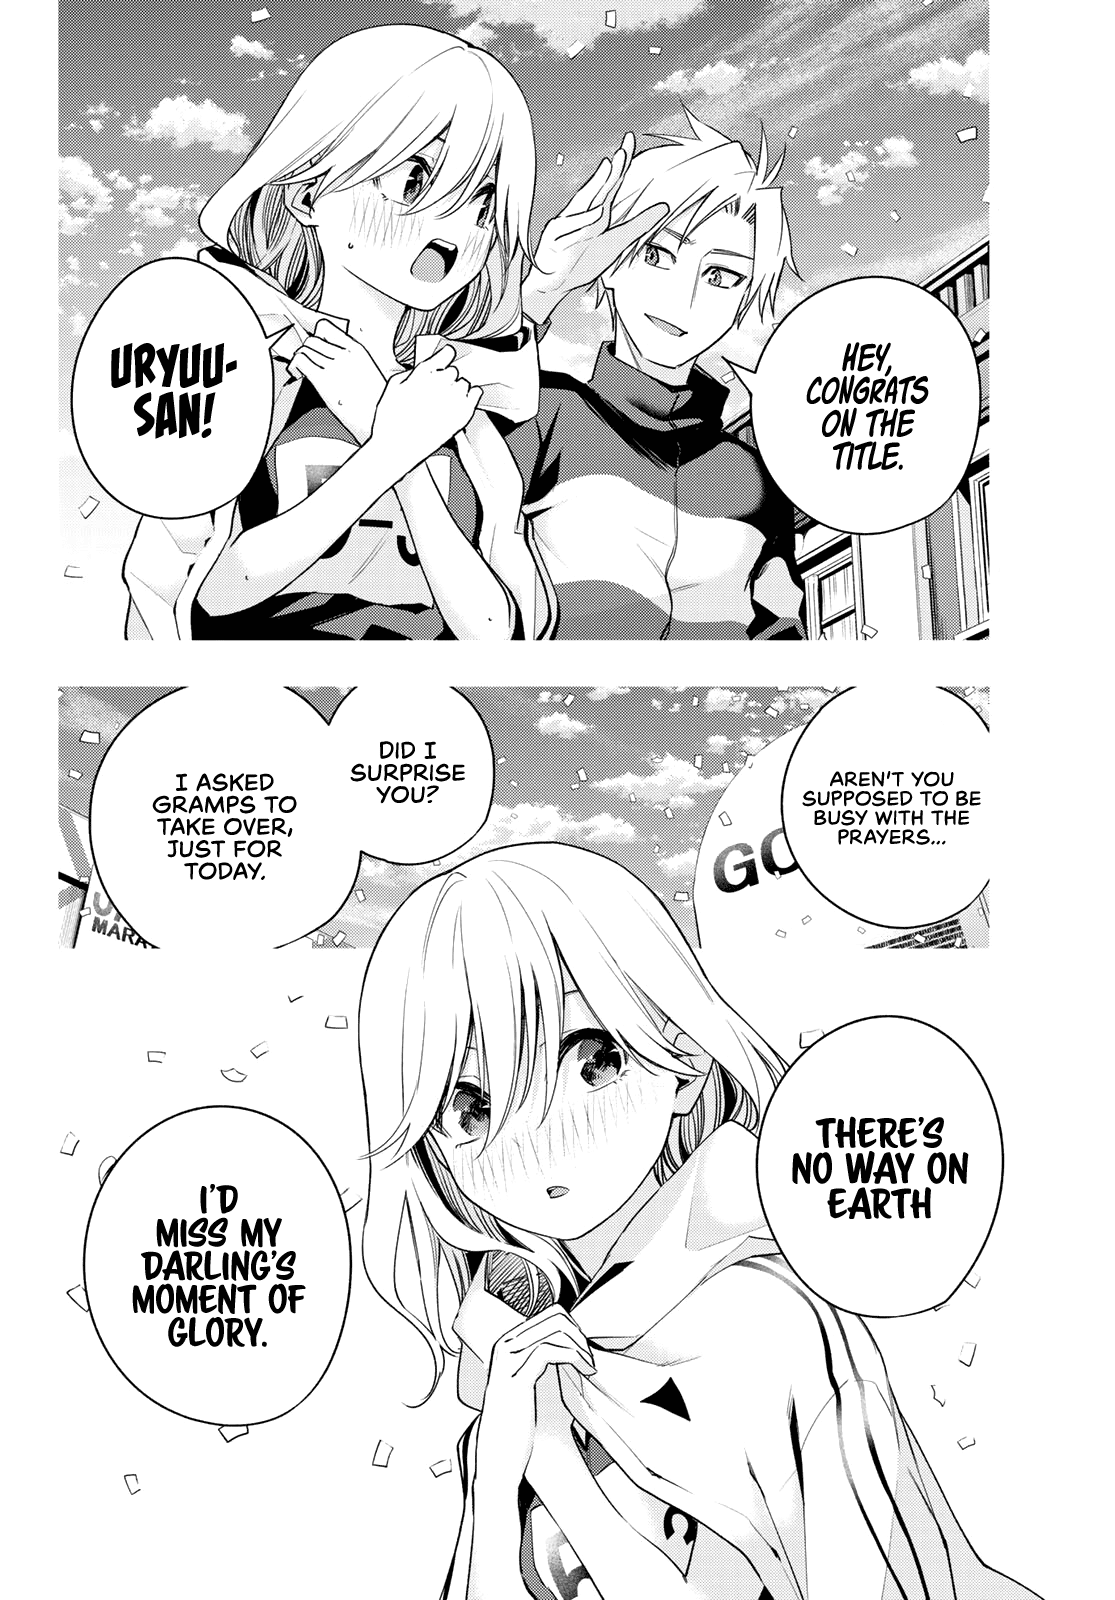 HEY,
CONGRATS
ON THE
TITLE.
URYUU-
SAN!
AREN'T YOU
SUPPOSED TO BE
BUSY WITH THE
PRAYERS...
DID I
SURPRISE
YOU?
I ASKED
GRAMPS TO
TAKE OVER,
JUST FOR
TODAY.
GO
MARA
THERE'S
NO WAY ON
EARTH
I'D
MISS MY
DARLING'S
MOMENT OF
GLORY.